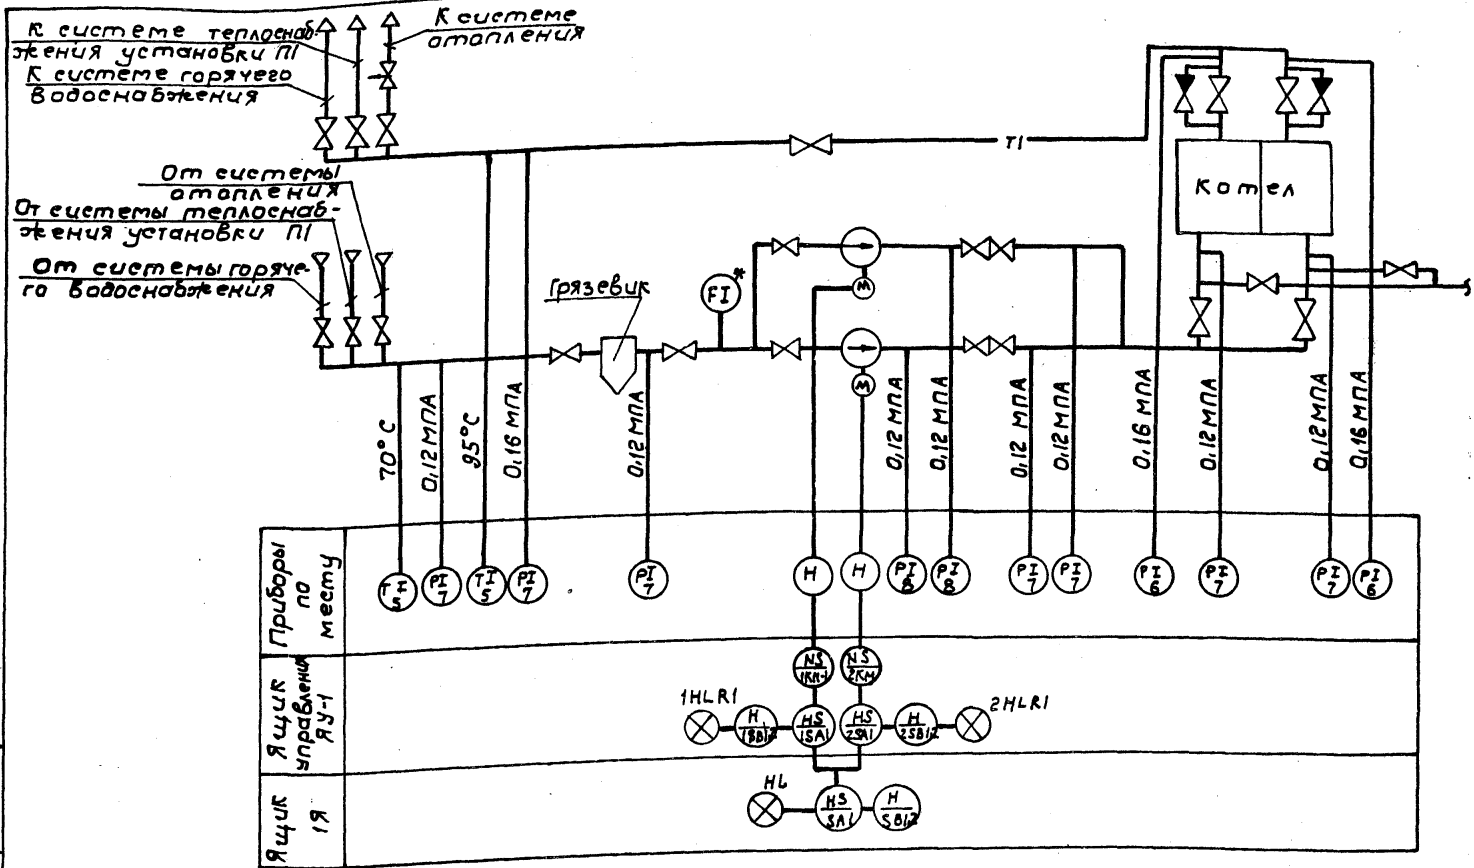 К системе теплоснаб-
жения установки П1
К системе горячего
водоснабжения
К системе
отопления
От системы
отопления
От системы теплоснаб-
жения установки П1
От системы горяче-
го водоснабжения
Грязевик
FI*
М
М
Т1
Котел
70°С
0,12 МПА
95°С
0,16 МПА
0,12 МПА
0,12 МПА
0,12 МПА
0,12 МПА
0,12 МПА
0,16 МПА
0,12 МПА
0,12 МПА
0,16 МПА
Приборы
по
месту
TI
5
PI
7
TI
5
PI
7
PI
7
H
H
PI
8
PI
8
PI
7
PI
7
PI
6
PI
7
PI
7
PI
6
Ящик
управления
ЯУ-1
NS
1КМ1
NS
2КМ
1HLR1
H
1SB1,2
HS
1SA1
HS
2SA1
H
2SB1,2
2HLR1
Ящик
1Я
HL
HS
SA1
H
SB1,2